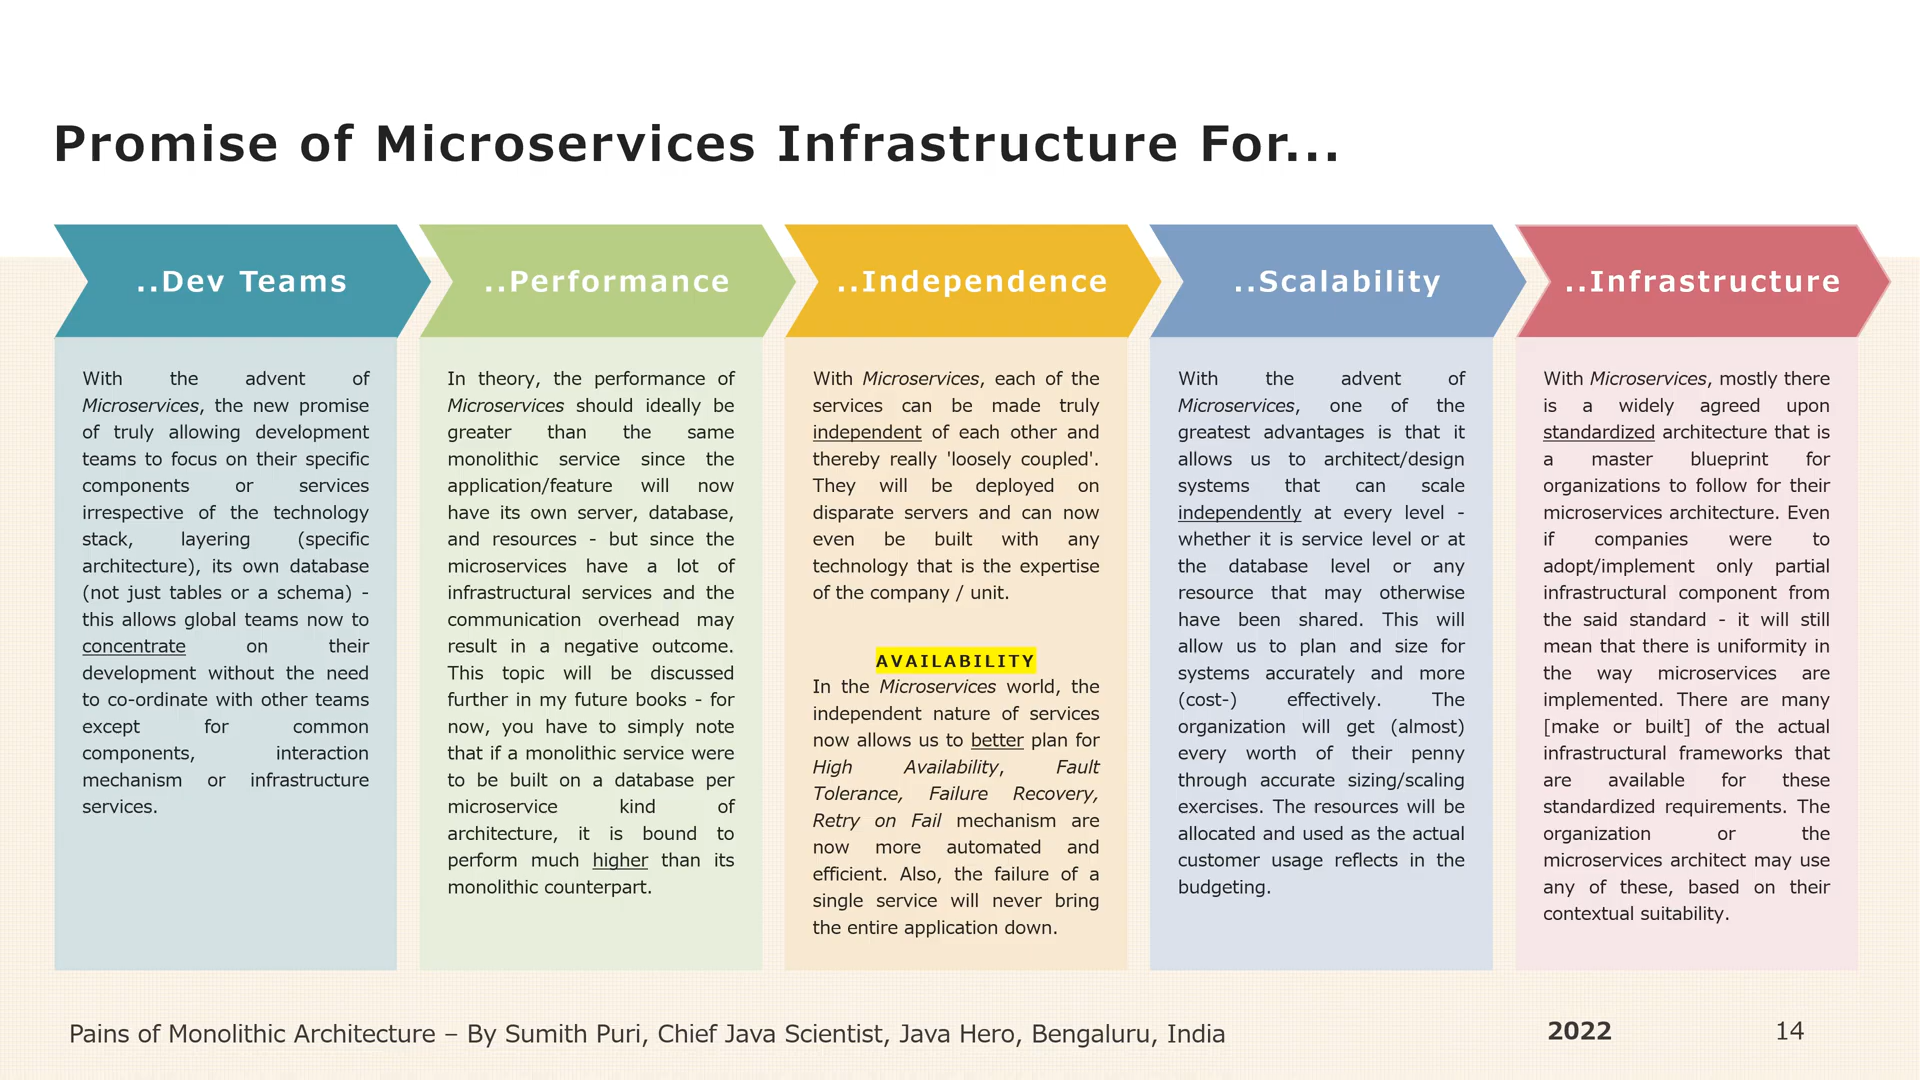 Promise of Microservices Infrastructure For...
..Dev Teams
With the advent of
Microservices, the new promise
of truly allowing development
teams to focus on their specific
components or services
irrespective of the technology
stack, layering (specific
architecture), its own database
(not just tables or a schema) -
this allows global teams now to
concentrate on their
development without the need
to co-ordinate with other teams
except for common
components, interaction
mechanism or infrastructure
services.
..Performance
In theory, the performance of
Microservices should ideally be
greater than the same
monolithic service since the
application/feature will now
have its own server, database,
and resources - but since the
microservices have a lot of
infrastructural services and the
communication overhead may
result in a negative outcome.
This topic will be discussed
further in my future books - for
now, you have to simply note
that if a monolithic service were
to be built on a database per
microservice kind of
architecture, it is bound to
perform much higher than its
monolithic counterpart.
..Independence
With Microservices, each of the
services can be made truly
independent of each other and
thereby really 'loosely coupled'.
They will be deployed on
disparate servers and can now
even be built with any
technology that is the expertise
of the company / unit.
AVAILABILITY
In the Microservices world, the
independent nature of services
now allows us to better plan for
High Availability, Fault
Tolerance, Failure Recovery,
Retry on Fail mechanism are
now more automated and
efficient. Also, the failure of a
single service will never bring
the entire application down.
..Scalability
With the advent of
Microservices, one of the
greatest advantages is that it
allows us to architect/design
systems that can scale
independently at every level -
whether it is service level or at
the database level or any
resource that may otherwise
have been shared. This will
allow us to plan and size for
systems accurately and more
(cost-) effectively. The
organization will get (almost)
every worth of their penny
through accurate sizing/scaling
exercises. The resources will be
allocated and used as the actual
customer usage reflects in the
budgeting.
..Infrastructure
With Microservices, mostly there
is a widely agreed upon
standardized architecture that is
a master blueprint for
organizations to follow for their
microservices architecture. Even
if companies were to
adopt/implement only partial
infrastructural component from
the said standard - it will still
mean that there is uniformity in
the way microservices are
implemented. There are many
[make or built] of the actual
infrastructural frameworks that
are available for these
standardized requirements. The
organization or the
microservices architect may use
any of these, based on their
contextual suitability.
Pains of Monolithic Architecture – By Sumith Puri, Chief Java Scientist, Java Hero, Bengaluru, India
2022
14